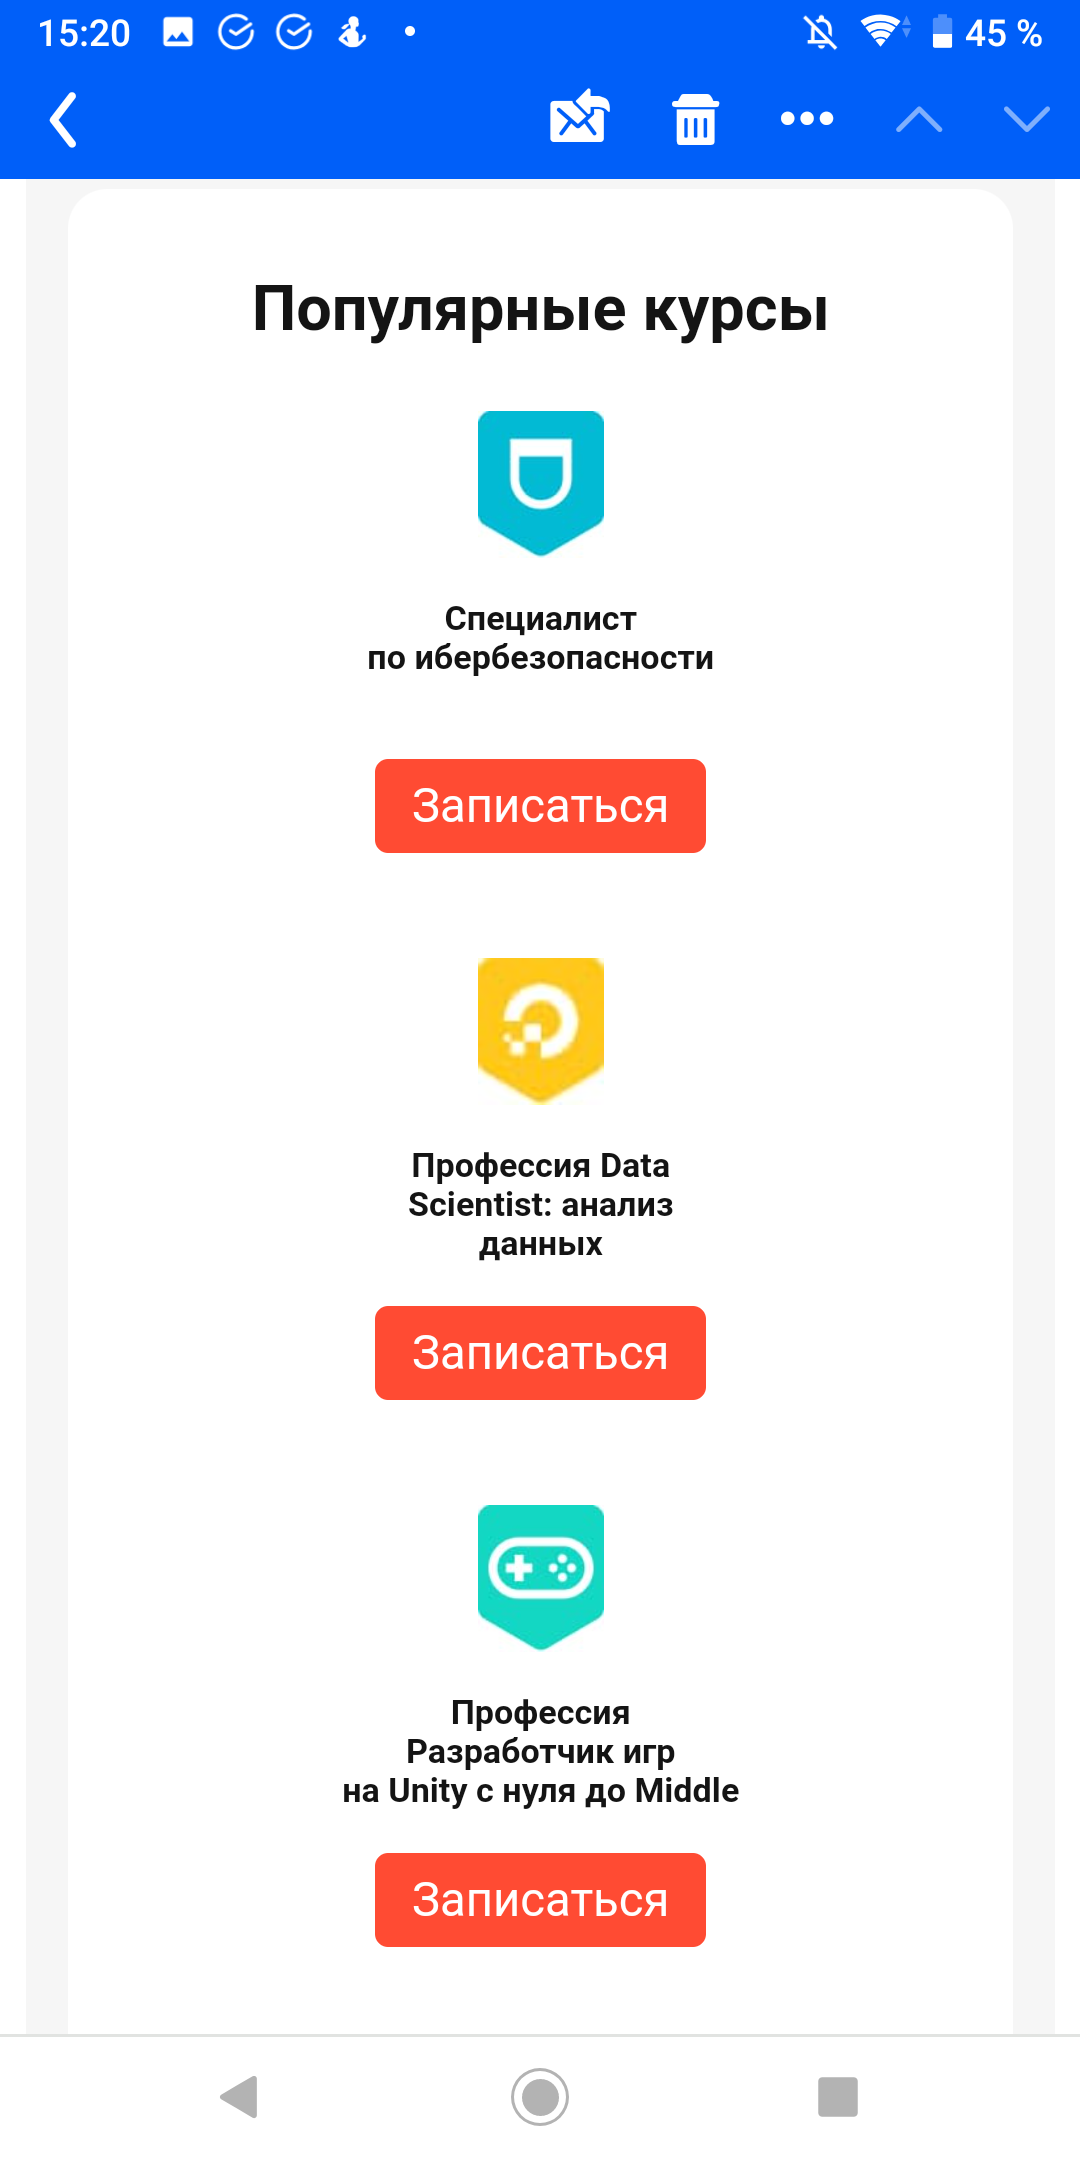 15:20
45 %
Популярные курсы
Специалист
по ибербезопасности
Записаться
Профессия Data
Scientist: анализ
данных
Записаться
Профессия
Разработчик игр
на Unity с нуля до Middle
Записаться